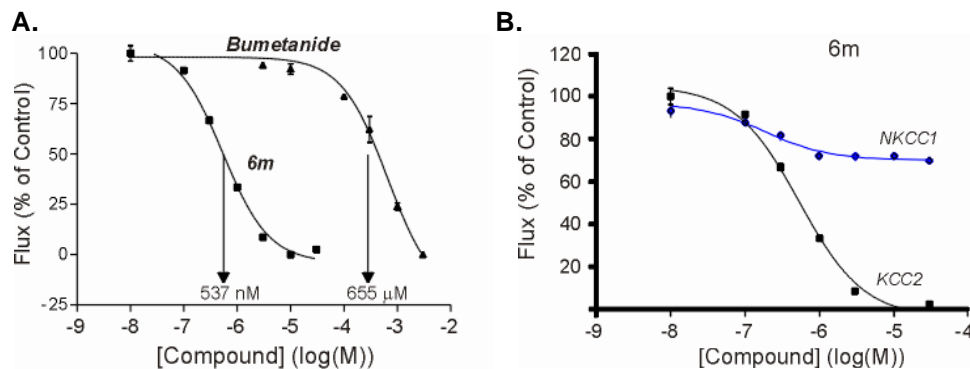 A.
Bumetanide
6m
Flux (% of Control)
100
75
50
25
0
-25
537 nM
655 µM
-8
-7
-6
-5
-4
-3
-2
[Compound] (log(M))
B.
6m
NKCC1
KCC2
Flux (% of Control)
120
100
80
60
40
20
-9
-8
-7
-6
-5
-4
[Compound] (log(M))